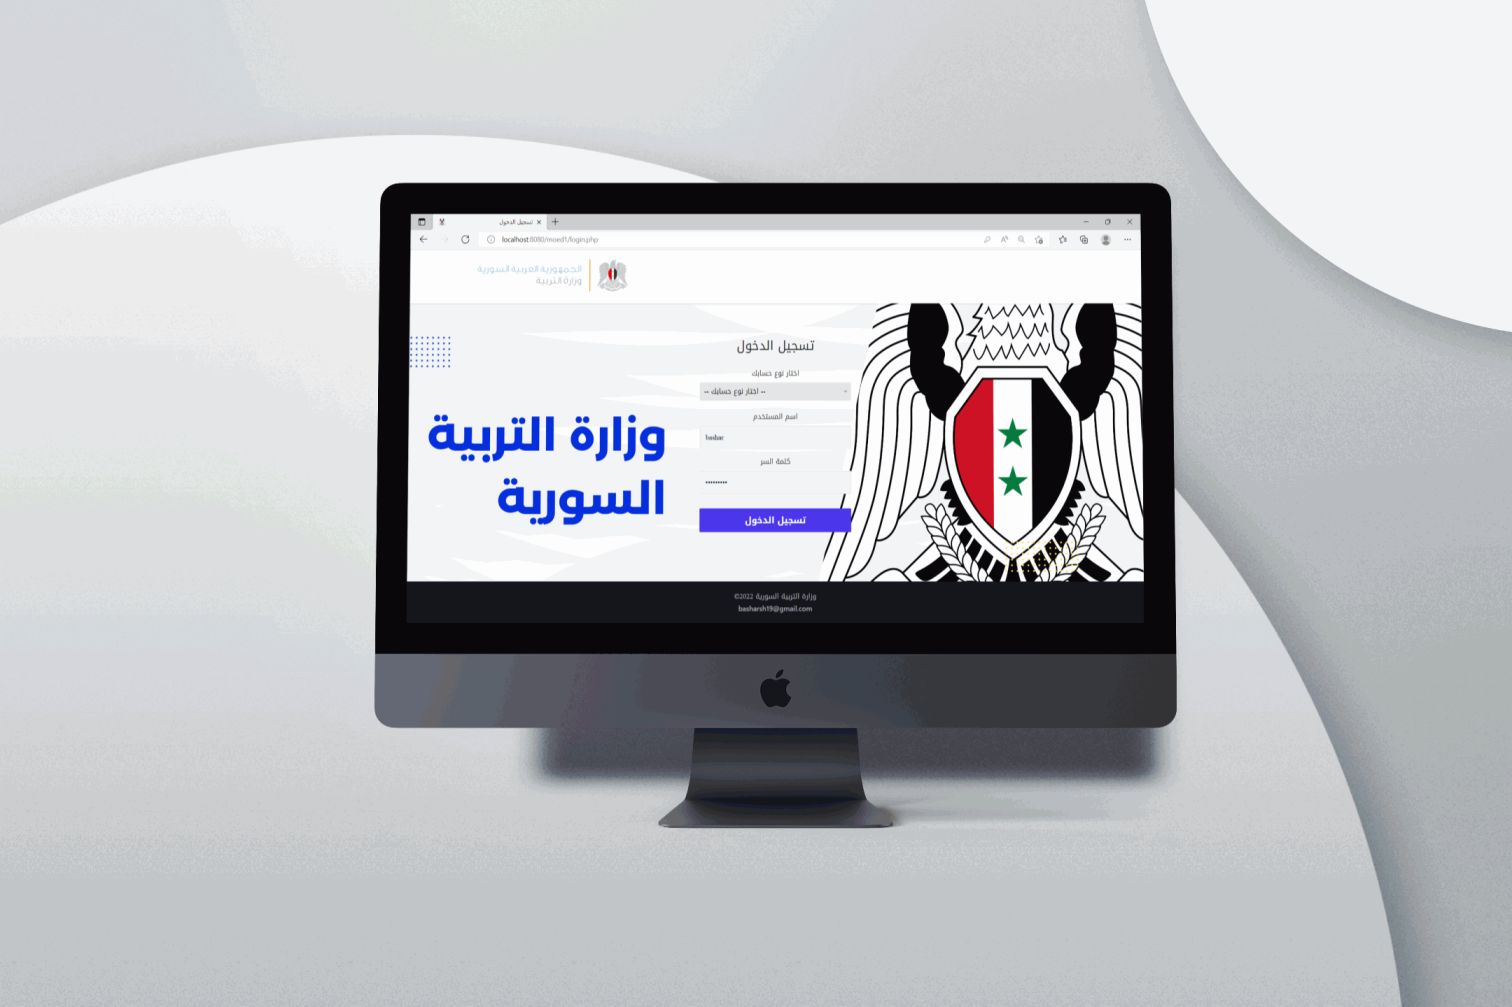 تسجيل الدخول
localhost:8080/moed1/login.php
الجمهورية العربية السورية
وزارة التربية
تسجيل الدخول
اختار نوع حسابك
-- اختار نوع حسابك --
اسم المستخدم
bashar
كلمة السر
•••••••••
تسجيل الدخول
وزارة التربية
السورية
وزارة التربية السورية 2022©
basharsh19@gmail.com